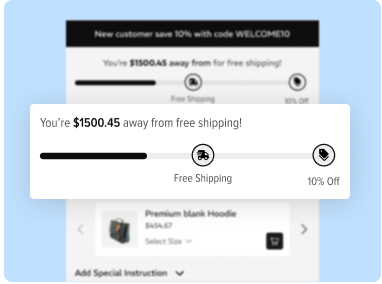 New customer save 10% with code WELCOME10
You're $1500.45 away from for free shipping!
Free Shipping
10% Off
You're $1500.45 away from free shipping!
Free Shipping
10% Off
Premium blank Hoodie
$454.67
Select Size
Add Special Instruction